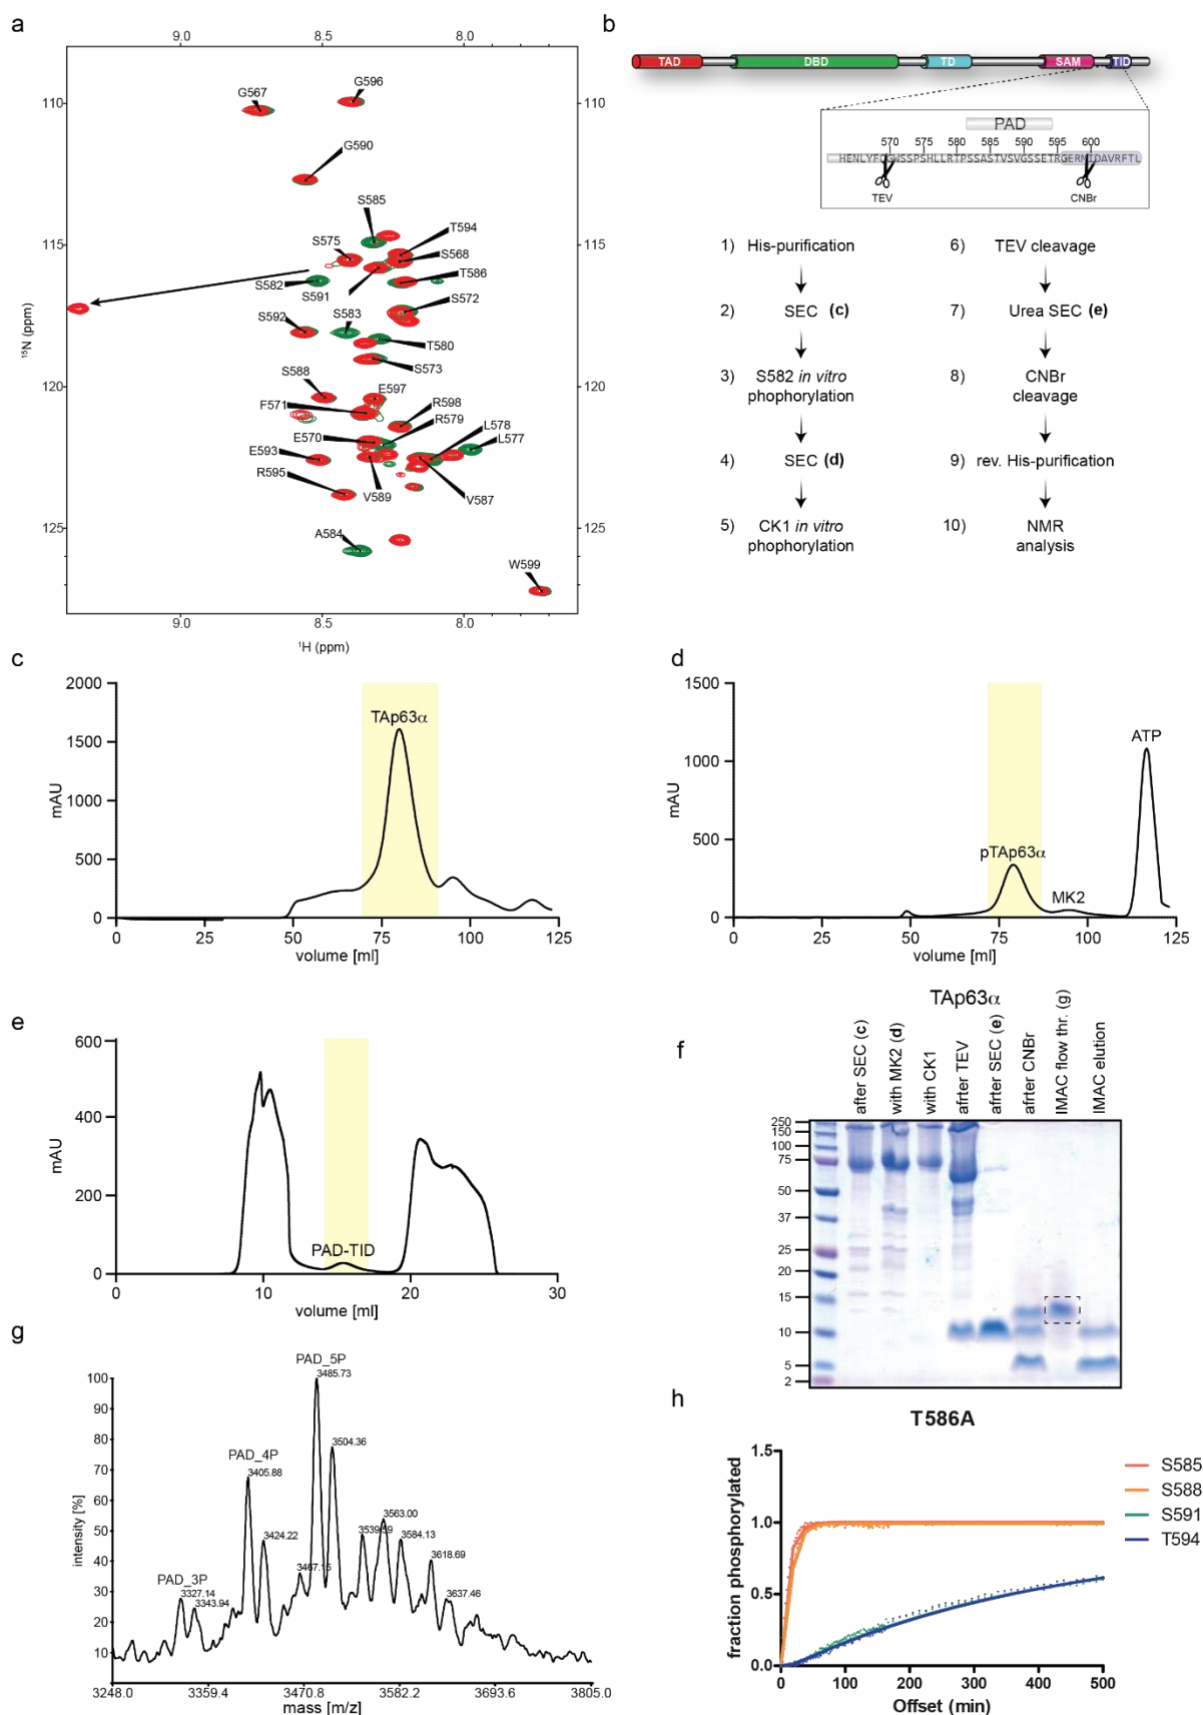 a
9.0
8.5
8.0
G596
G567
110
110
G590
S585
T594
115
S575
S568
115
T586
S582
S591
S572
S592
S583
T580
S573
S588
E597
120
120
F571
R598
R579
L578
E570
L577
E593
R595
V589
V587
125
125
A584
W599
9.0
8.5
8.0
¹H (ppm)
¹⁵N (ppm)
b
TAD
DBD
TD
SAM
TID
PAD
570 575 580 585 590 595 600
TEV
CNBr
1) His-purification
2) SEC (c)
3) S582 in vitro
phophorylation
4) SEC (d)
5) CK1 in vitro
phophorylation
6) TEV cleavage
7) Urea SEC (e)
8) CNBr
cleavage
9) rev. His-purification
10) NMR
analysis
c
2000
1500
1000
500
0
mAU
TAp63α
0 25 50 75 100 125
volume [ml]
d
1500
1000
500
0
mAU
pTAp63α
MK2
ATP
0 25 50 75 100 123
volume [ml]
e
600
400
200
0
mAU
PAD-TID
0 10 20 30
volume [ml]
f
TAp63α
after SEC (c)
with MK2 (d)
with CK1
after TEV
afrter SEC (e)
afrter CNBr
IMAC flow thr. (g)
IMAC elution
250
150
100
75
50
37
25
20
15
10
5
2
g
100
90
80
70
60
50
40
30
20
10
intensity [%]
PAD_5P
3485.73
3504.36
PAD_4P
3405.88
3424.22
PAD_3P
3327.14
3343.94
3563.00
3584.13
3618.69
3637.46
3248.0 3359.4 3470.8 3582.2 3693.6 3805.0
mass [m/z]
h
T586A
1.5
1.0
0.5
0.0
fraction phosphorylated
S585
S588
S591
T594
0 100 200 300 400 500
Offset (min)